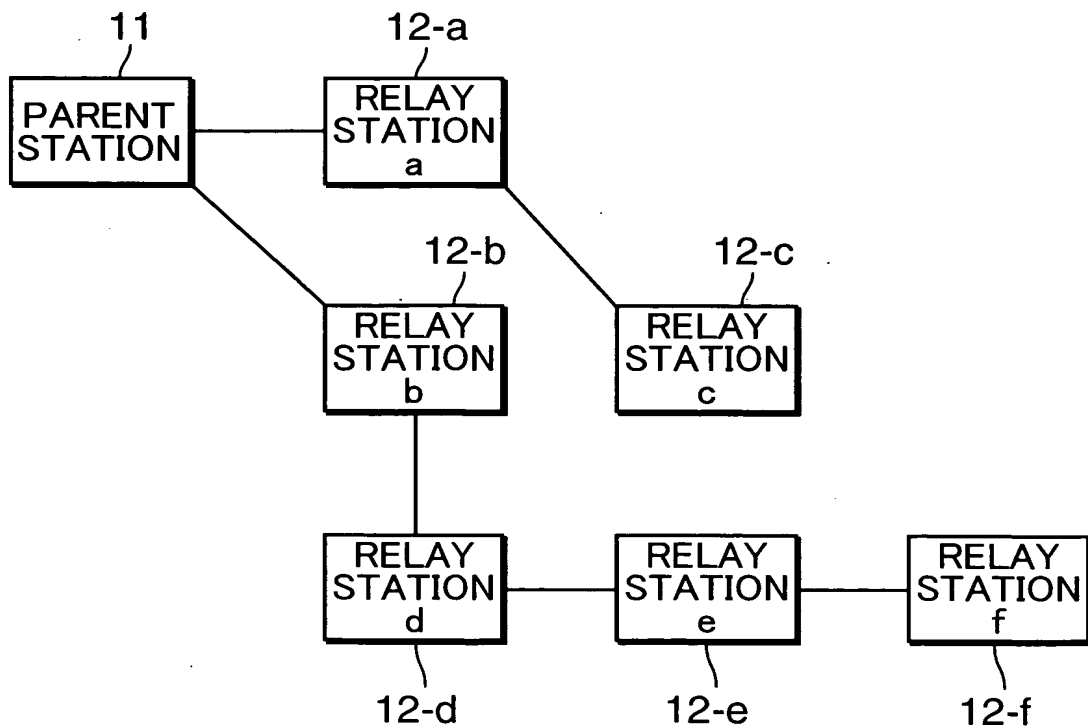 11
12-a
PARENT
STATION
RELAY
STATION
a
12-b
12-c
RELAY
STATION
b
RELAY
STATION
c
RELAY
STATION
d
RELAY
STATION
e
RELAY
STATION
f
12-d
12-e
12-f